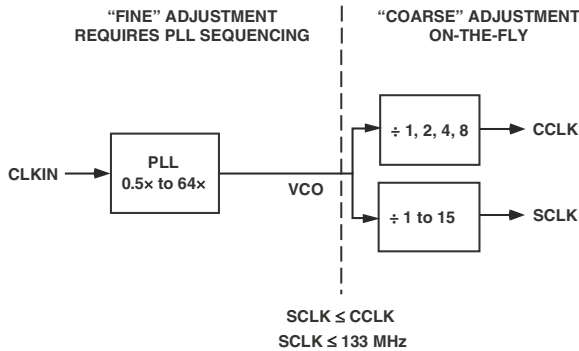 “FINE” ADJUSTMENT
REQUIRES PLL SEQUENCING
“COARSE” ADJUSTMENT
ON-THE-FLY
CLKIN
PLL
0.5× to 64×
VCO
÷ 1, 2, 4, 8
CCLK
÷ 1 to 15
SCLK
SCLK ≤ CCLK
SCLK ≤ 133 MHz